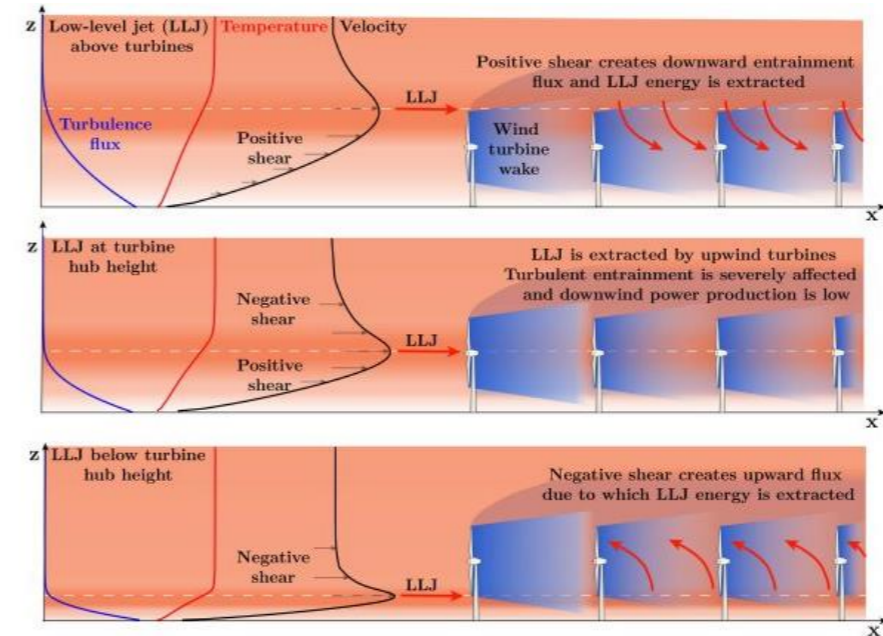 z
Low-level jet (LLJ)
above turbines
Temperature
Velocity
Turbulence
flux
Positive
shear
LLJ
Positive shear creates downward entrainment
flux and LLJ energy is extracted
Wind
turbine
wake
x
z
LLJ at turbine
hub height
Negative
shear
Positive
shear
LLJ
LLJ is extracted by upwind turbines
Turbulent entrainment is severely affected
and downwind power production is low
x
z
LLJ below turbine
hub height
Negative
shear
LLJ
Negative shear creates upward flux
due to which LLJ energy is extracted
x